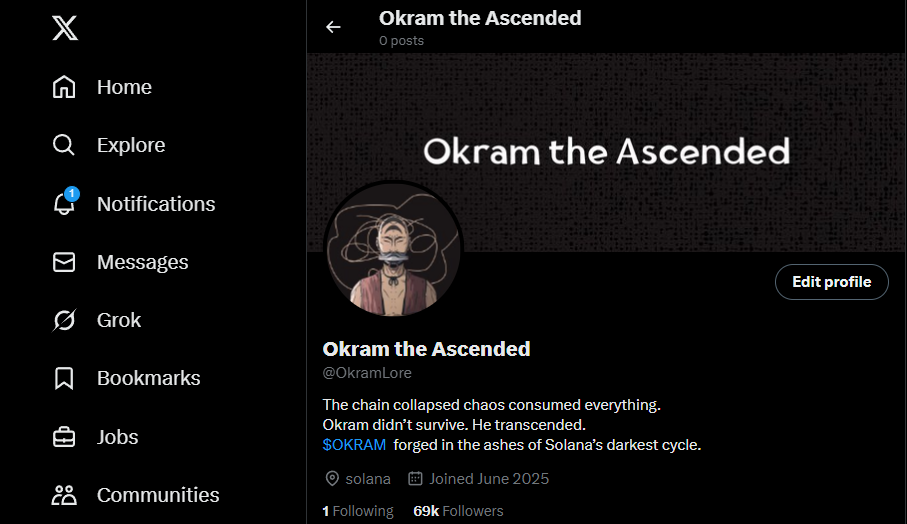 Okram the Ascended
0 posts
Home
Explore
1
Notifications
Messages
Grok
Bookmarks
Jobs
Communities
Okram the Ascended
Edit profile
Okram the Ascended
@OkramLore
The chain collapsed chaos consumed everything.
Okram didn’t survive. He transcended.
$OKRAM forged in the ashes of Solana’s darkest cycle.
solana Joined June 2025
1 Following 69k Followers